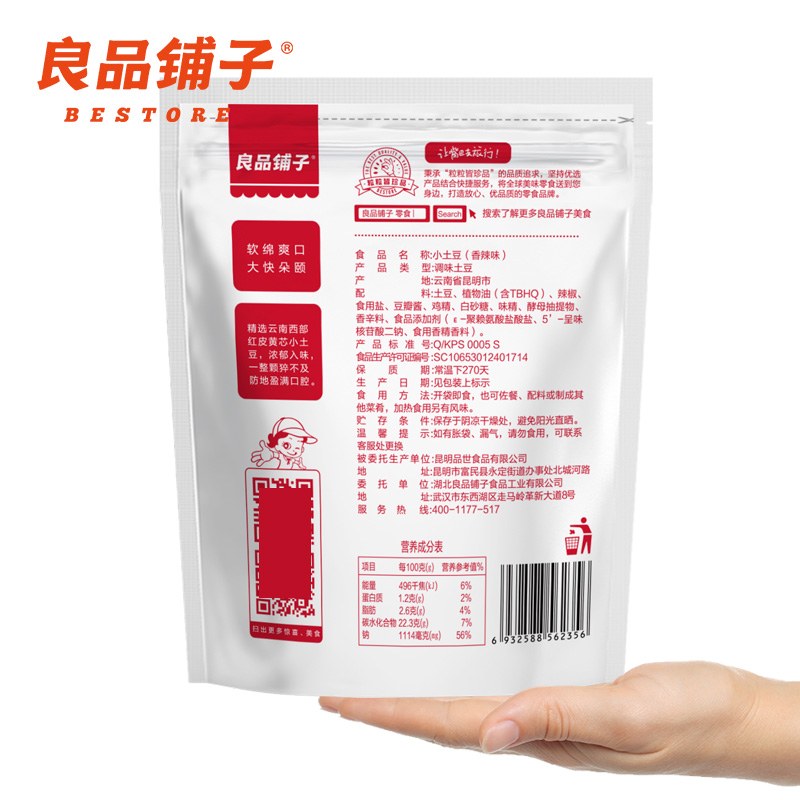 良品铺子®
BESTORE
良品铺子®
让嘴巴去旅行!
粒粒皆珍品
BESTORE
秉承“粒粒皆珍品”的品质追求,坚持优选
产品结合快捷服务,将全球美味零食送到您
身边,打造放心、优品质的零食品牌。
良品铺子 零食|
Search
搜索了解更多良品铺子美食
软绵爽口
大快朵颐
精选云南西部
红皮黄芯小土
豆,浓郁入味,
一整颗猝不及
防地盈满口腔。
扫出更多惊喜、美食
食品名称:小土豆(香辣味)
产品类型:调味土豆
产地:云南省昆明市
配料:土豆、植物油(含TBHQ)、辣椒、
食用盐、豆瓣酱、鸡精、白砂糖、味精、酵母抽提物、
香辛料、食品添加剂(ε-聚赖氨酸盐酸盐、5’-呈味
核苷酸二钠、食用香精香料)。
产品标准号:Q/KPS 0005 S
食品生产许可证编号:SC10653012401714
保质期:常温下270天
生产日期:见包装上标示
食用方法:开袋即食,也可佐餐、配料或制成其
他菜肴,加热食用另有风味。
贮存条件:保存于阴凉干燥处,避免阳光直晒。
温馨提示:如有胀袋、漏气,请勿食用,可联系
客服处更换
被委托生产单位:昆明品世食品有限公司
地址:昆明市富民县永定街道办事处北城河路
委托单位:湖北良品铺子食品工业有限公司
地址:武汉市东西湖区走马岭革新大道8号
服务热线:400-1177-517
营养成分表
项目 每100克(g) 营养参考值%
能量 496千焦(kJ) 6%
蛋白质 1.2克(g) 2%
脂肪 2.6克(g) 4%
碳水化合物 22.3克(g) 7%
钠 1114毫克(mg) 56%
6 932588 562356